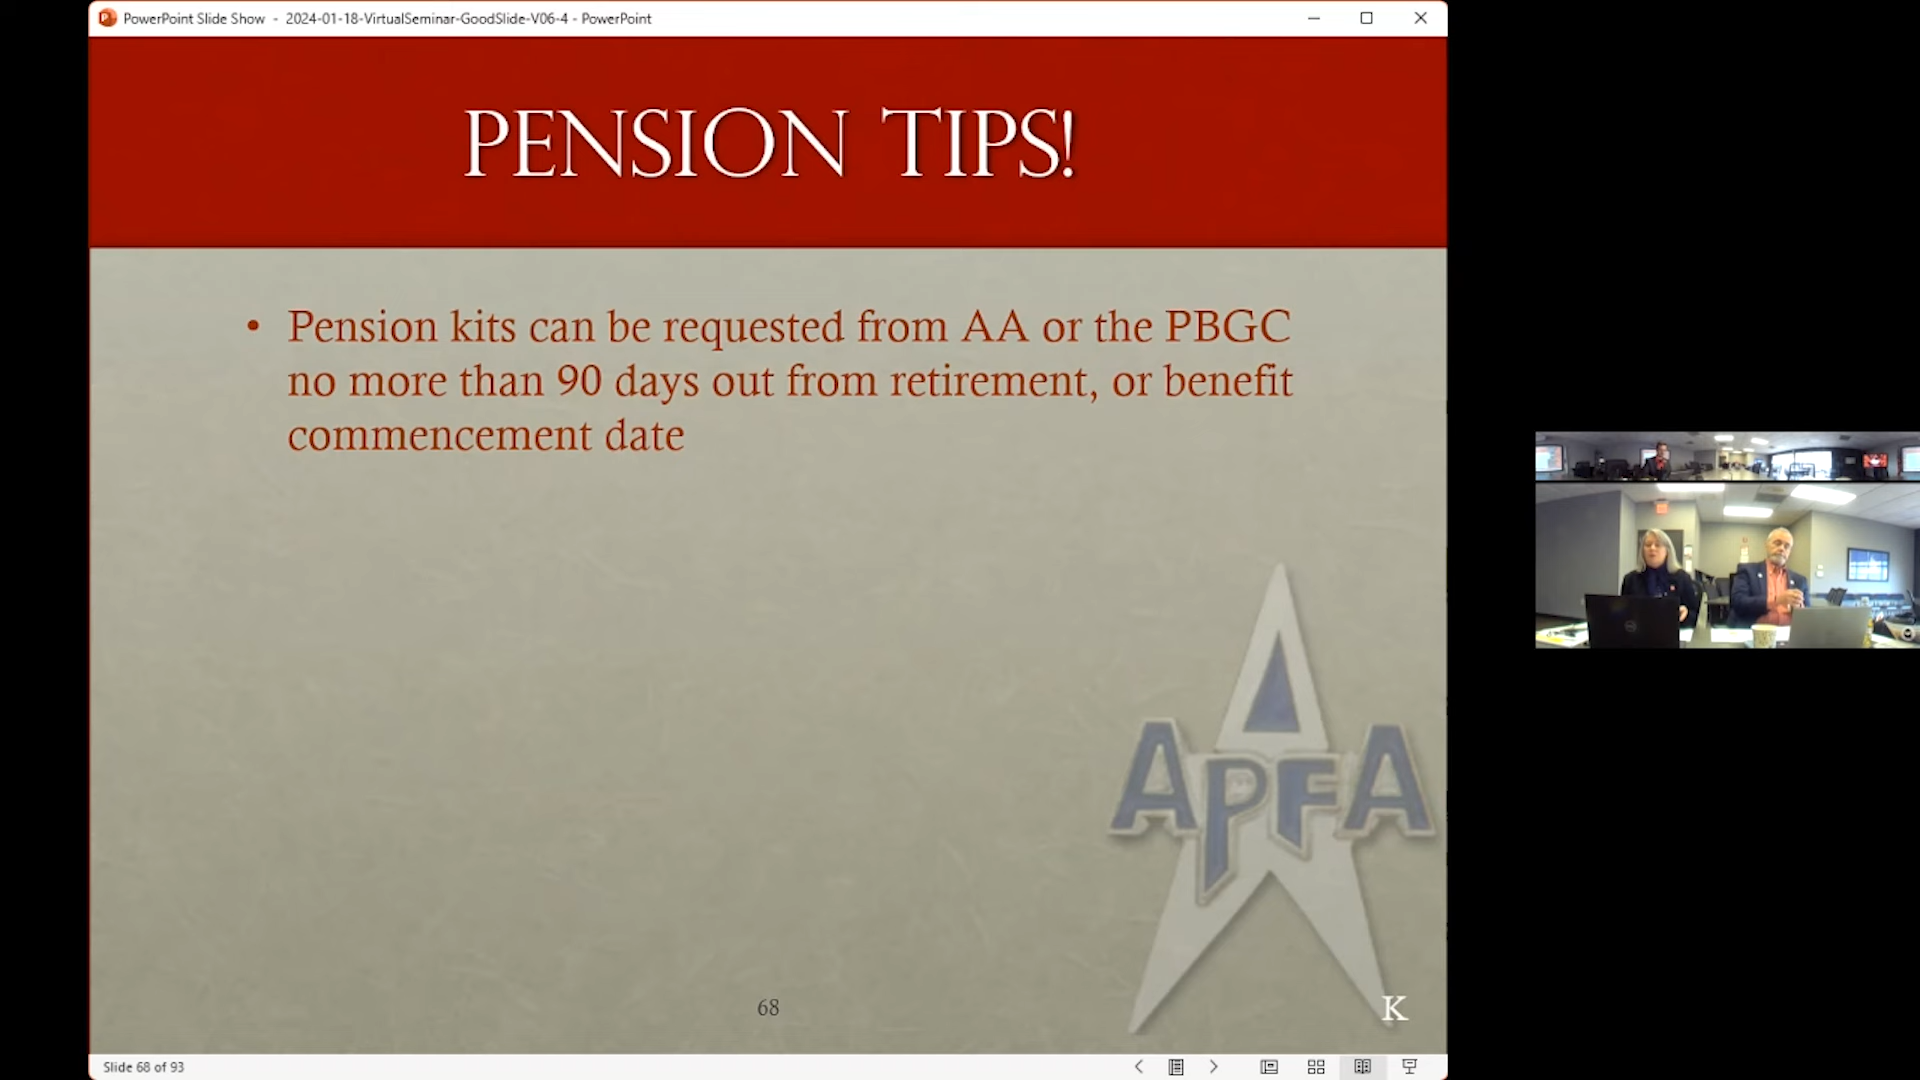 PowerPoint Slide Show - 2024-01-18-VirtualSeminar-GoodSlide-V06-4 - PowerPoint
PENSION TIPS!
• Pension kits can be requested from AA or the PBGC
no more than 90 days out from retirement, or benefit
commencement date
APFA
68
K
Slide 68 of 93